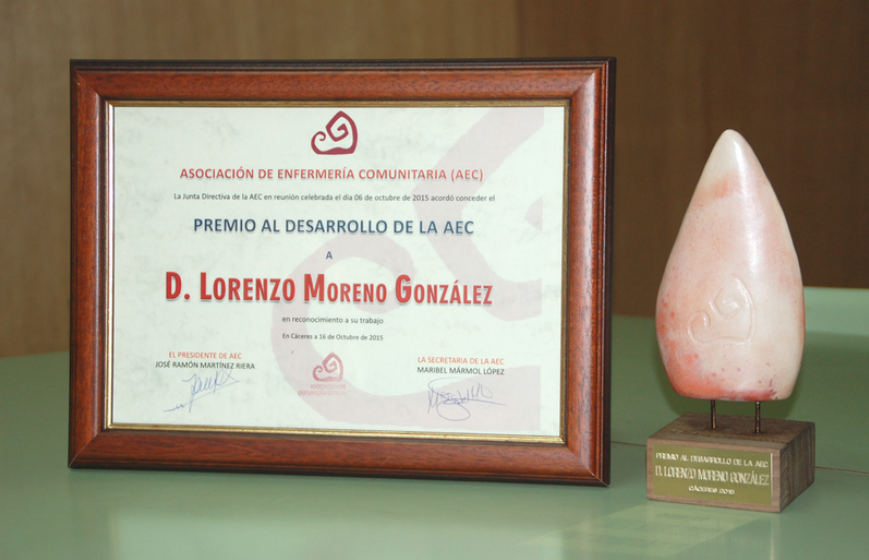 ASOCIACIÓN DE ENFERMERÍA COMUNITARIA (AEC)
La Junta Directiva de la AEC en reunión celebrada el día 06 de octubre de 2015 acordó conceder el
PREMIO AL DESARROLLO DE LA AEC
A
D. LORENZO MORENO GONZÁLEZ
en reconocimiento a su trabajo
En Cáceres a 16 de Octubre de 2015
EL PRESIDENTE DE AEC
JOSÉ RAMÓN MARTÍNEZ RIERA
LA SECRETARIA DE LA AEC
MARIBEL MÁRMOL LÓPEZ
PREMIO AL DESARROLLO DE LA AEC
D. LORENZO MORENO GONZÁLEZ
CÁCERES 2015